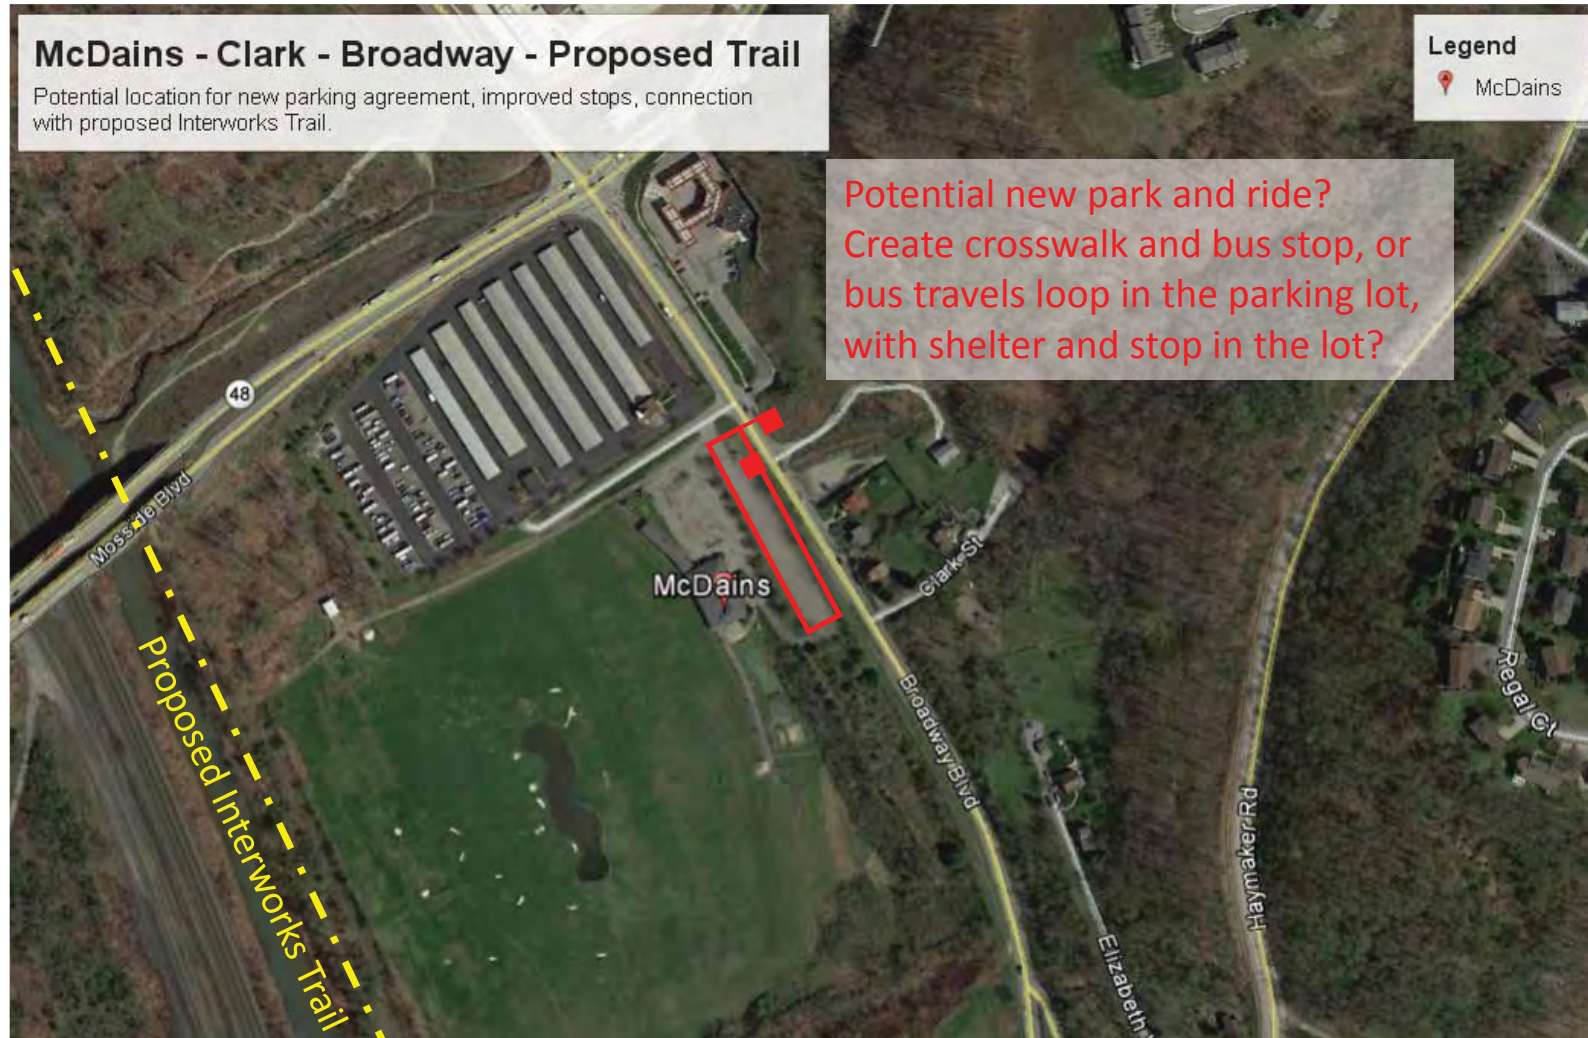 McDains - Clark - Broadway - Proposed Trail
Potential location for new parking agreement, improved stops, connection
with proposed Interworks Trail.
Legend
McDains
Potential new park and ride?
Create crosswalk and bus stop, or
bus travels loop in the parking lot,
with shelter and stop in the lot?
48
Mosside Blvd
McDains
Clark St
Broadway Blvd
Regal Ct
Haymaker Rd
Elizabeth
Proposed Interworks Trail